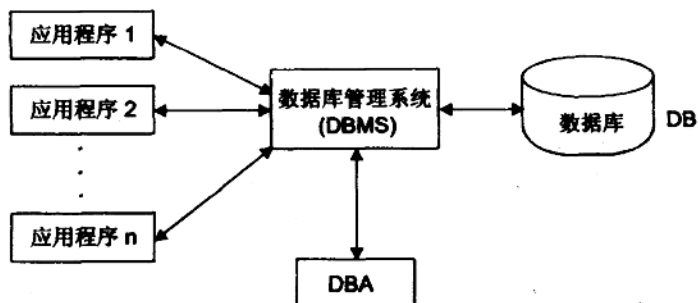 应用程序 1
应用程序 2
应用程序 n
数据库管理系统
(DBMS)
数据库
DB
DBA